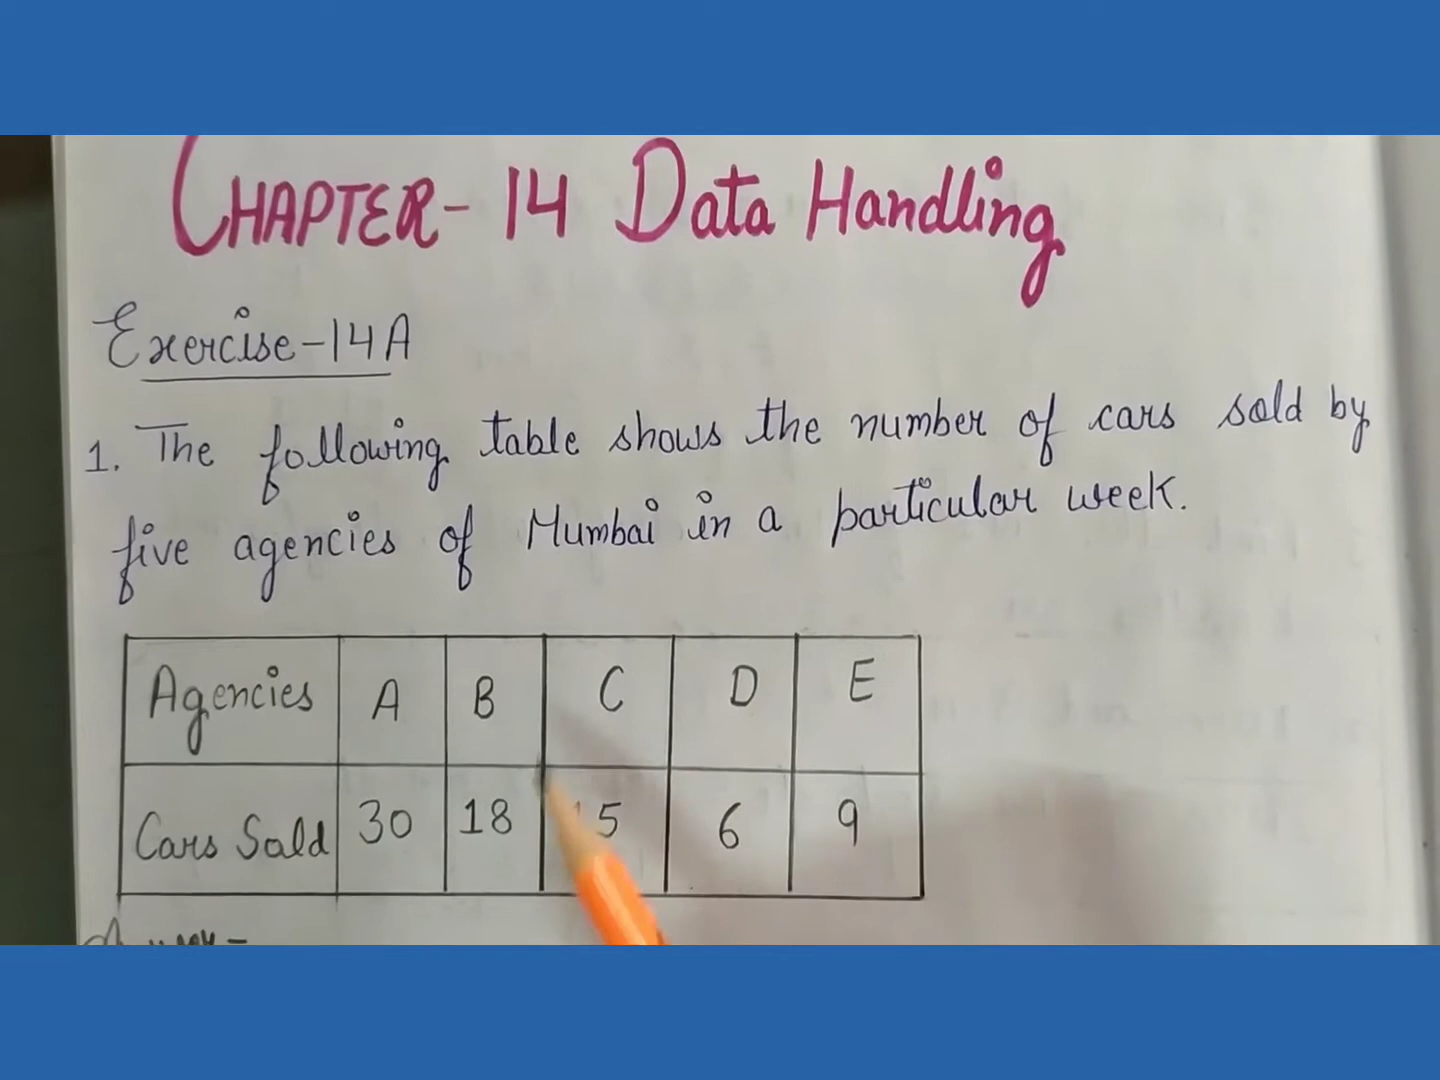 CHAPTER-14 Data Handling
Exercise-14A
1. The following table shows the number of cars sold by
five agencies of Mumbai in a particular week.
Agencies A B C D E
Cars Sold 30 18 15 6 9